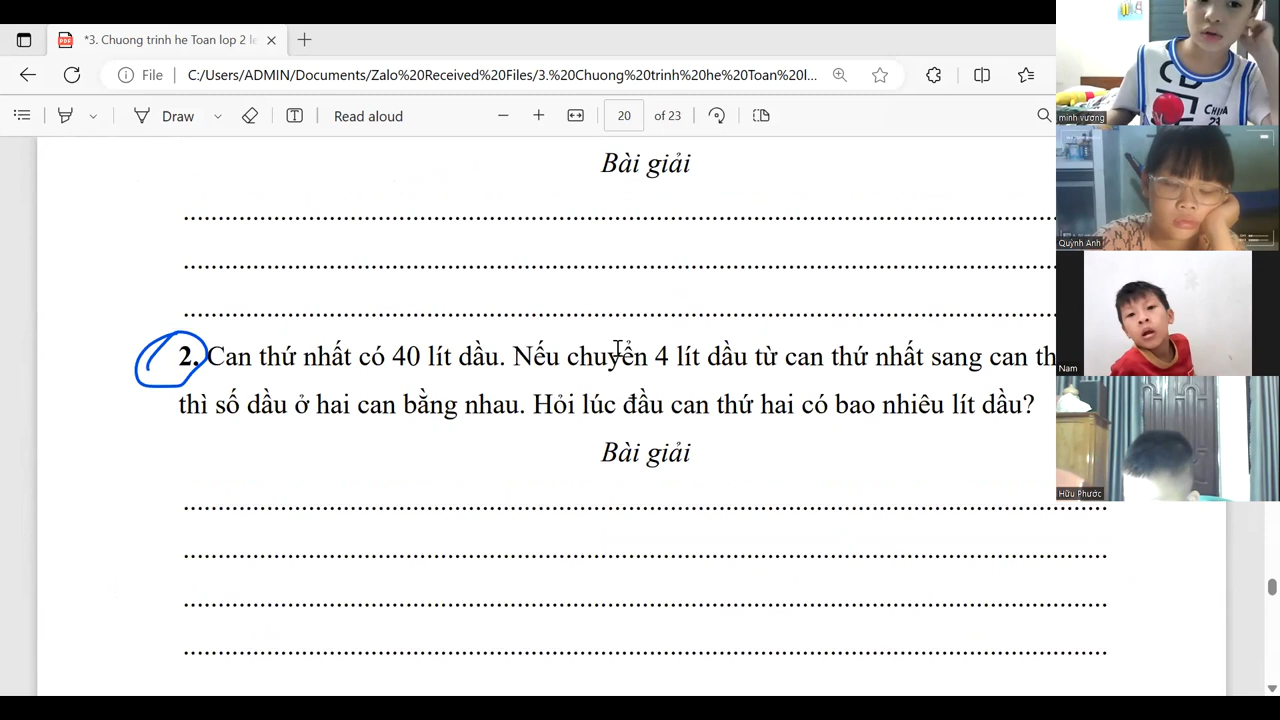 *3. Chuong trinh he Toan lop 2 le
File
C:/Users/ADMIN/Documents/Zalo%20Received%20Files/3.%20Chuong%20trinh%20he%20Toan%20l...
Draw
Read aloud
20
of 23
Bài giải
2. Can thứ nhất có 40 lít dầu. Nếu chuyển 4 lít dầu từ can thứ nhất sang can th
thì số dầu ở hai can bằng nhau. Hỏi lúc đầu can thứ hai có bao nhiêu lít dầu?
Bài giải
minh vương
CHINA
23
Quỳnh Anh
Nam
Hữu Phước